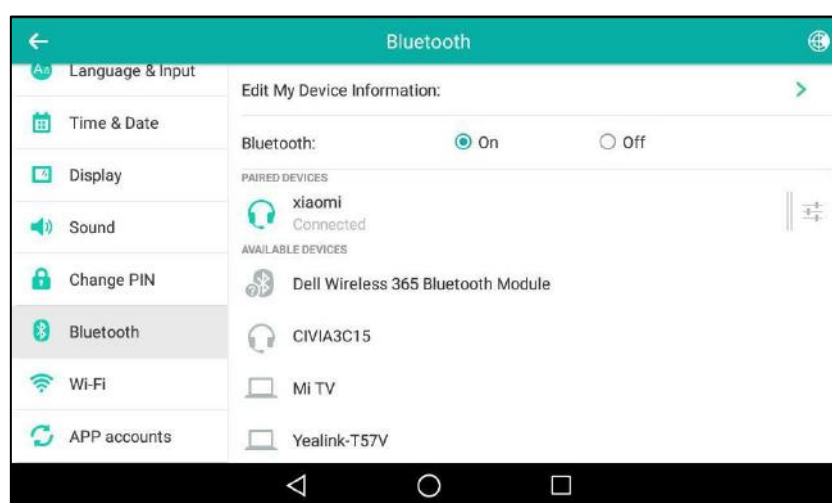 Bluetooth
Aa Language & Input
Time & Date
Display
Sound
Change PIN
Bluetooth
Wi-Fi
APP accounts
Edit My Device Information:
Bluetooth: On Off
PAIRED DEVICES
xiaomi
Connected
AVAILABLE DEVICES
Dell Wireless 365 Bluetooth Module
CIVIA3C15
Mi TV
Yealink-T57V